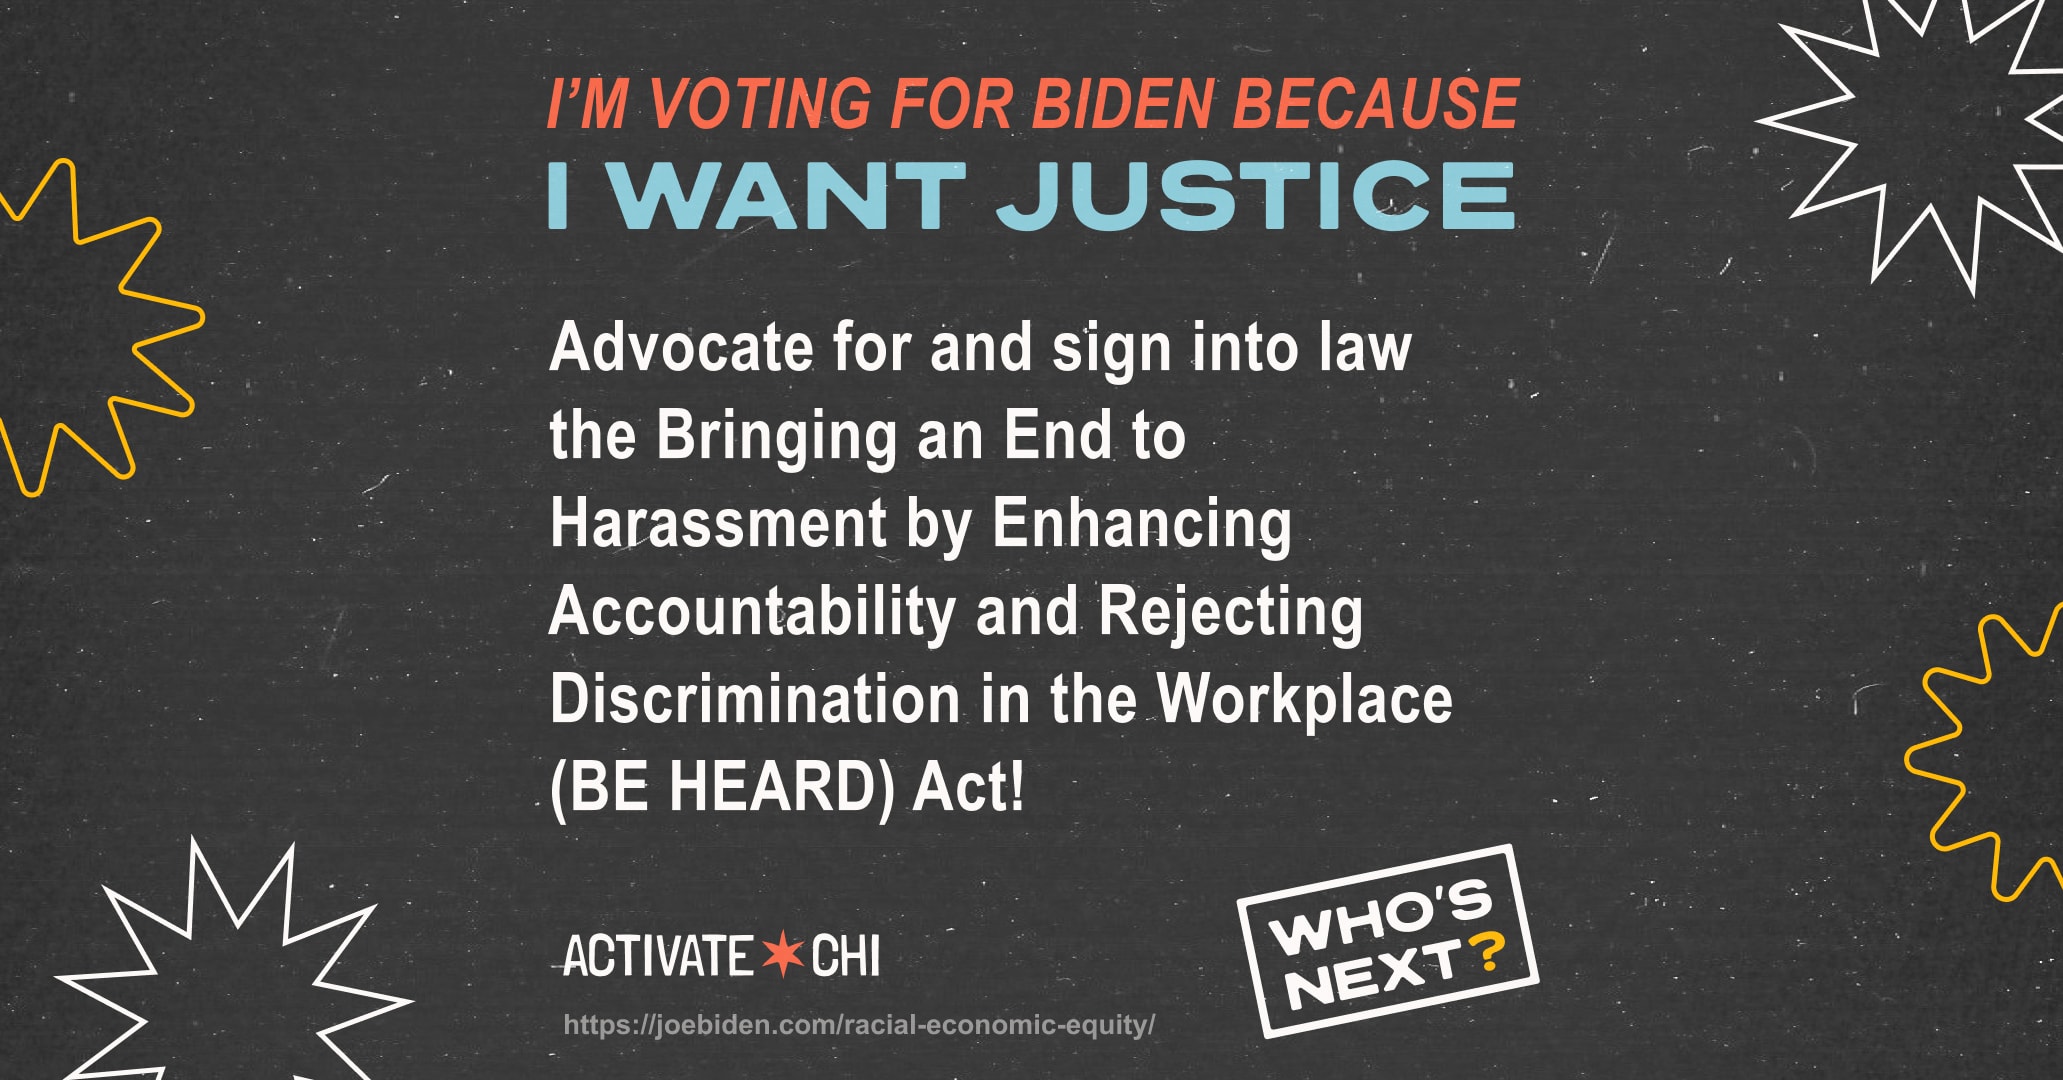 I'M VOTING FOR BIDEN BECAUSE
I WANT JUSTICE
Advocate for and sign into law
the Bringing an End to
Harassment by Enhancing
Accountability and Rejecting
Discrimination in the Workplace
(BE HEARD) Act!
ACTIVATE CHI
https://joebiden.com/racial-economic-equity/
WHO'S
NEXT?